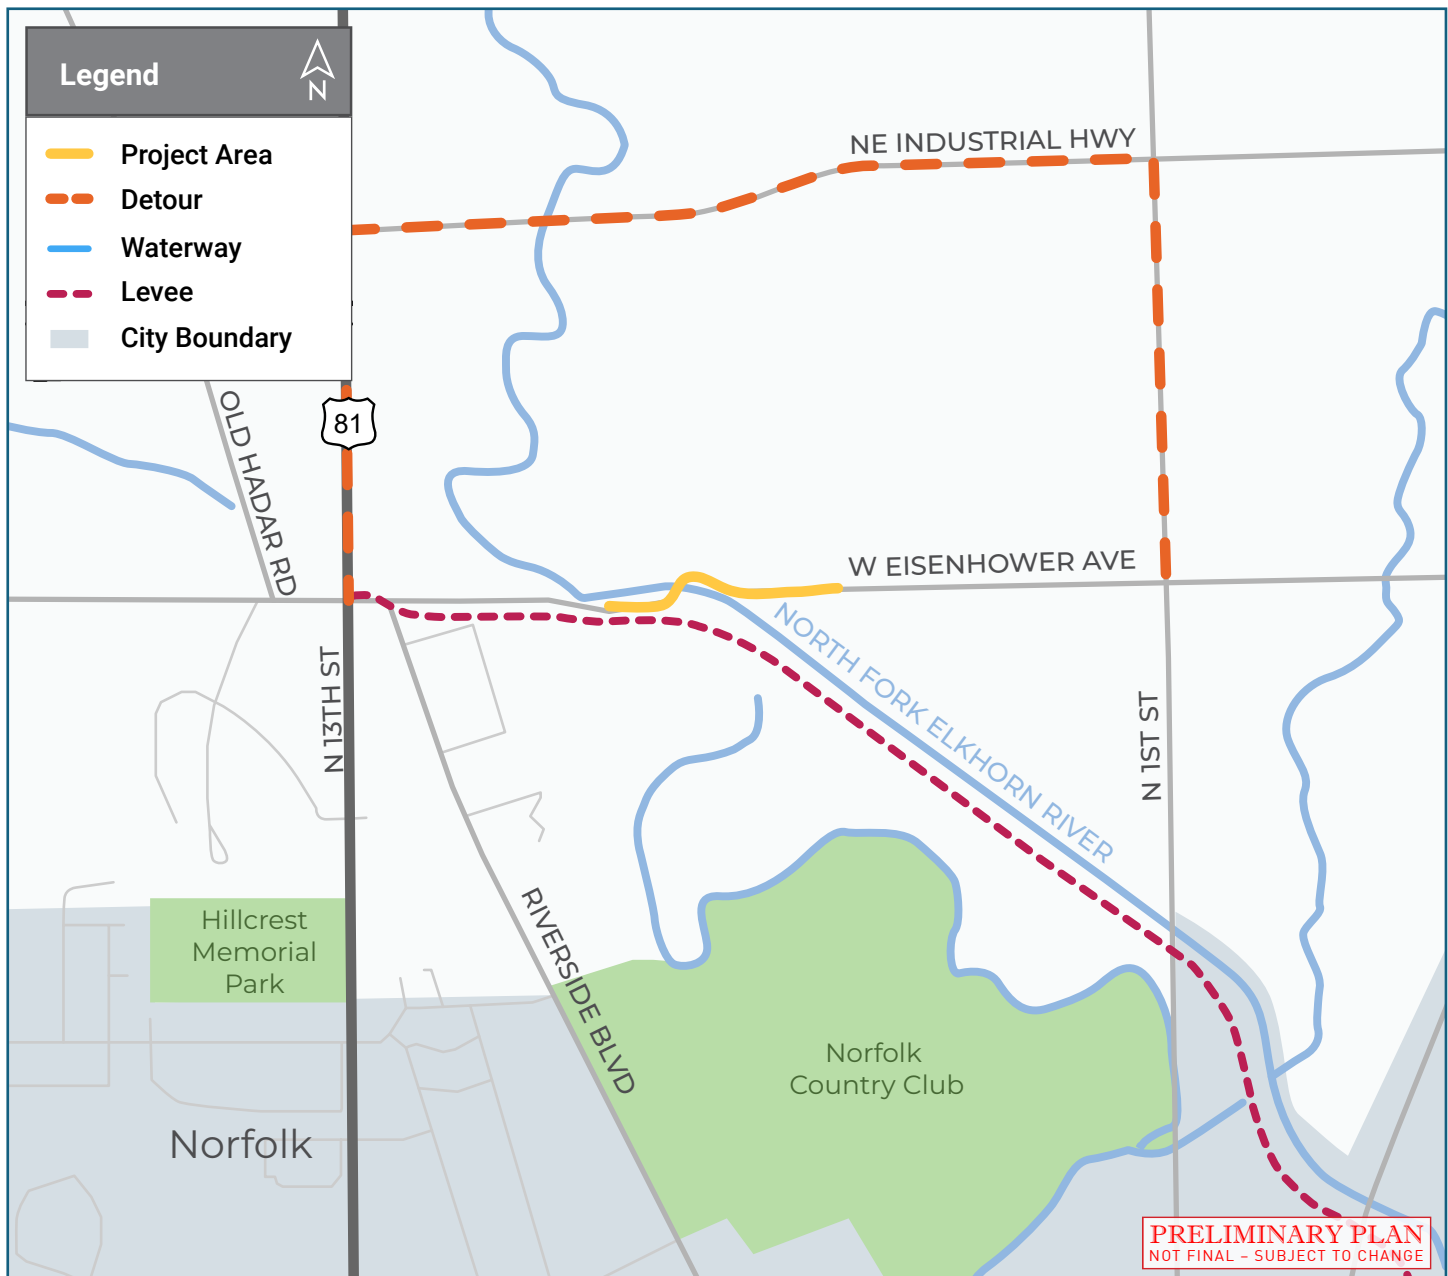 Legend
N
Project Area
Detour
Waterway
Levee
City Boundary
NE INDUSTRIAL HWY
81
OLD HADAR RD
W EISENHOWER AVE
NORTH FORK ELKHORN RIVER
N 13TH ST
N 1ST ST
RIVERSIDE BLVD
Hillcrest
Memorial
Park
Norfolk
Country Club
Norfolk
PRELIMINARY PLAN
NOT FINAL – SUBJECT TO CHANGE